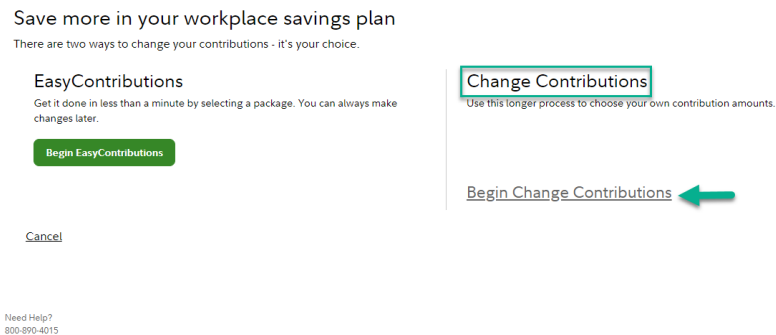 Save more in your workplace savings plan
There are two ways to change your contributions - it's your choice.
EasyContributions
Get it done in less than a minute by selecting a package. You can always make
changes later.
Begin EasyContributions
Change Contributions
Use this longer process to choose your own contribution amounts.
Begin Change Contributions
Cancel
Need Help?
800-890-4015